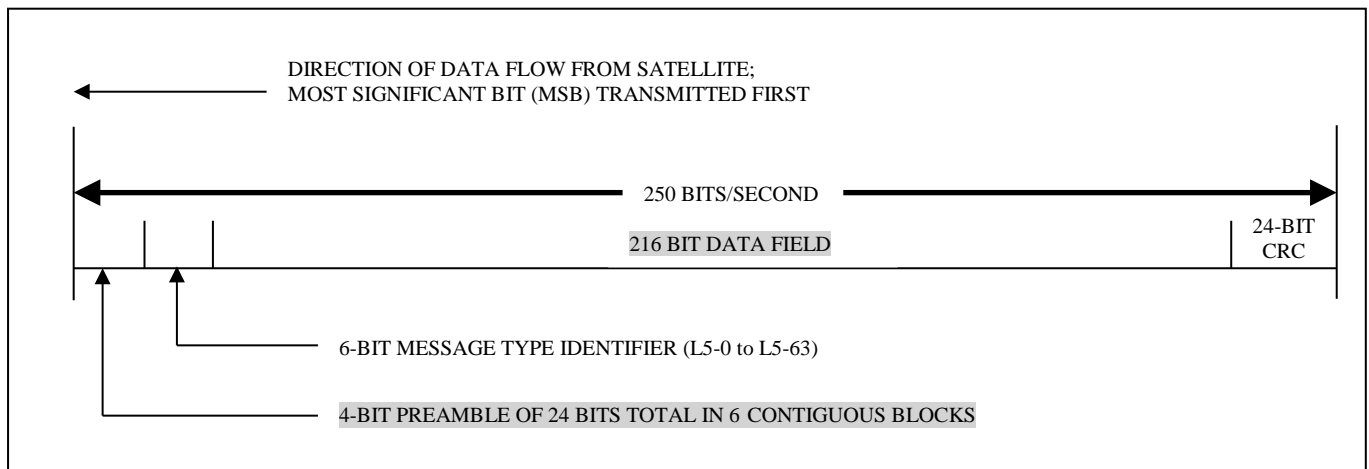 DIRECTION OF DATA FLOW FROM SATELLITE;
MOST SIGNIFICANT BIT (MSB) TRANSMITTED FIRST
250 BITS/SECOND
216 BIT DATA FIELD
24-BIT
CRC
6-BIT MESSAGE TYPE IDENTIFIER (L5-0 to L5-63)
4-BIT PREAMBLE OF 24 BITS TOTAL IN 6 CONTIGUOUS BLOCKS